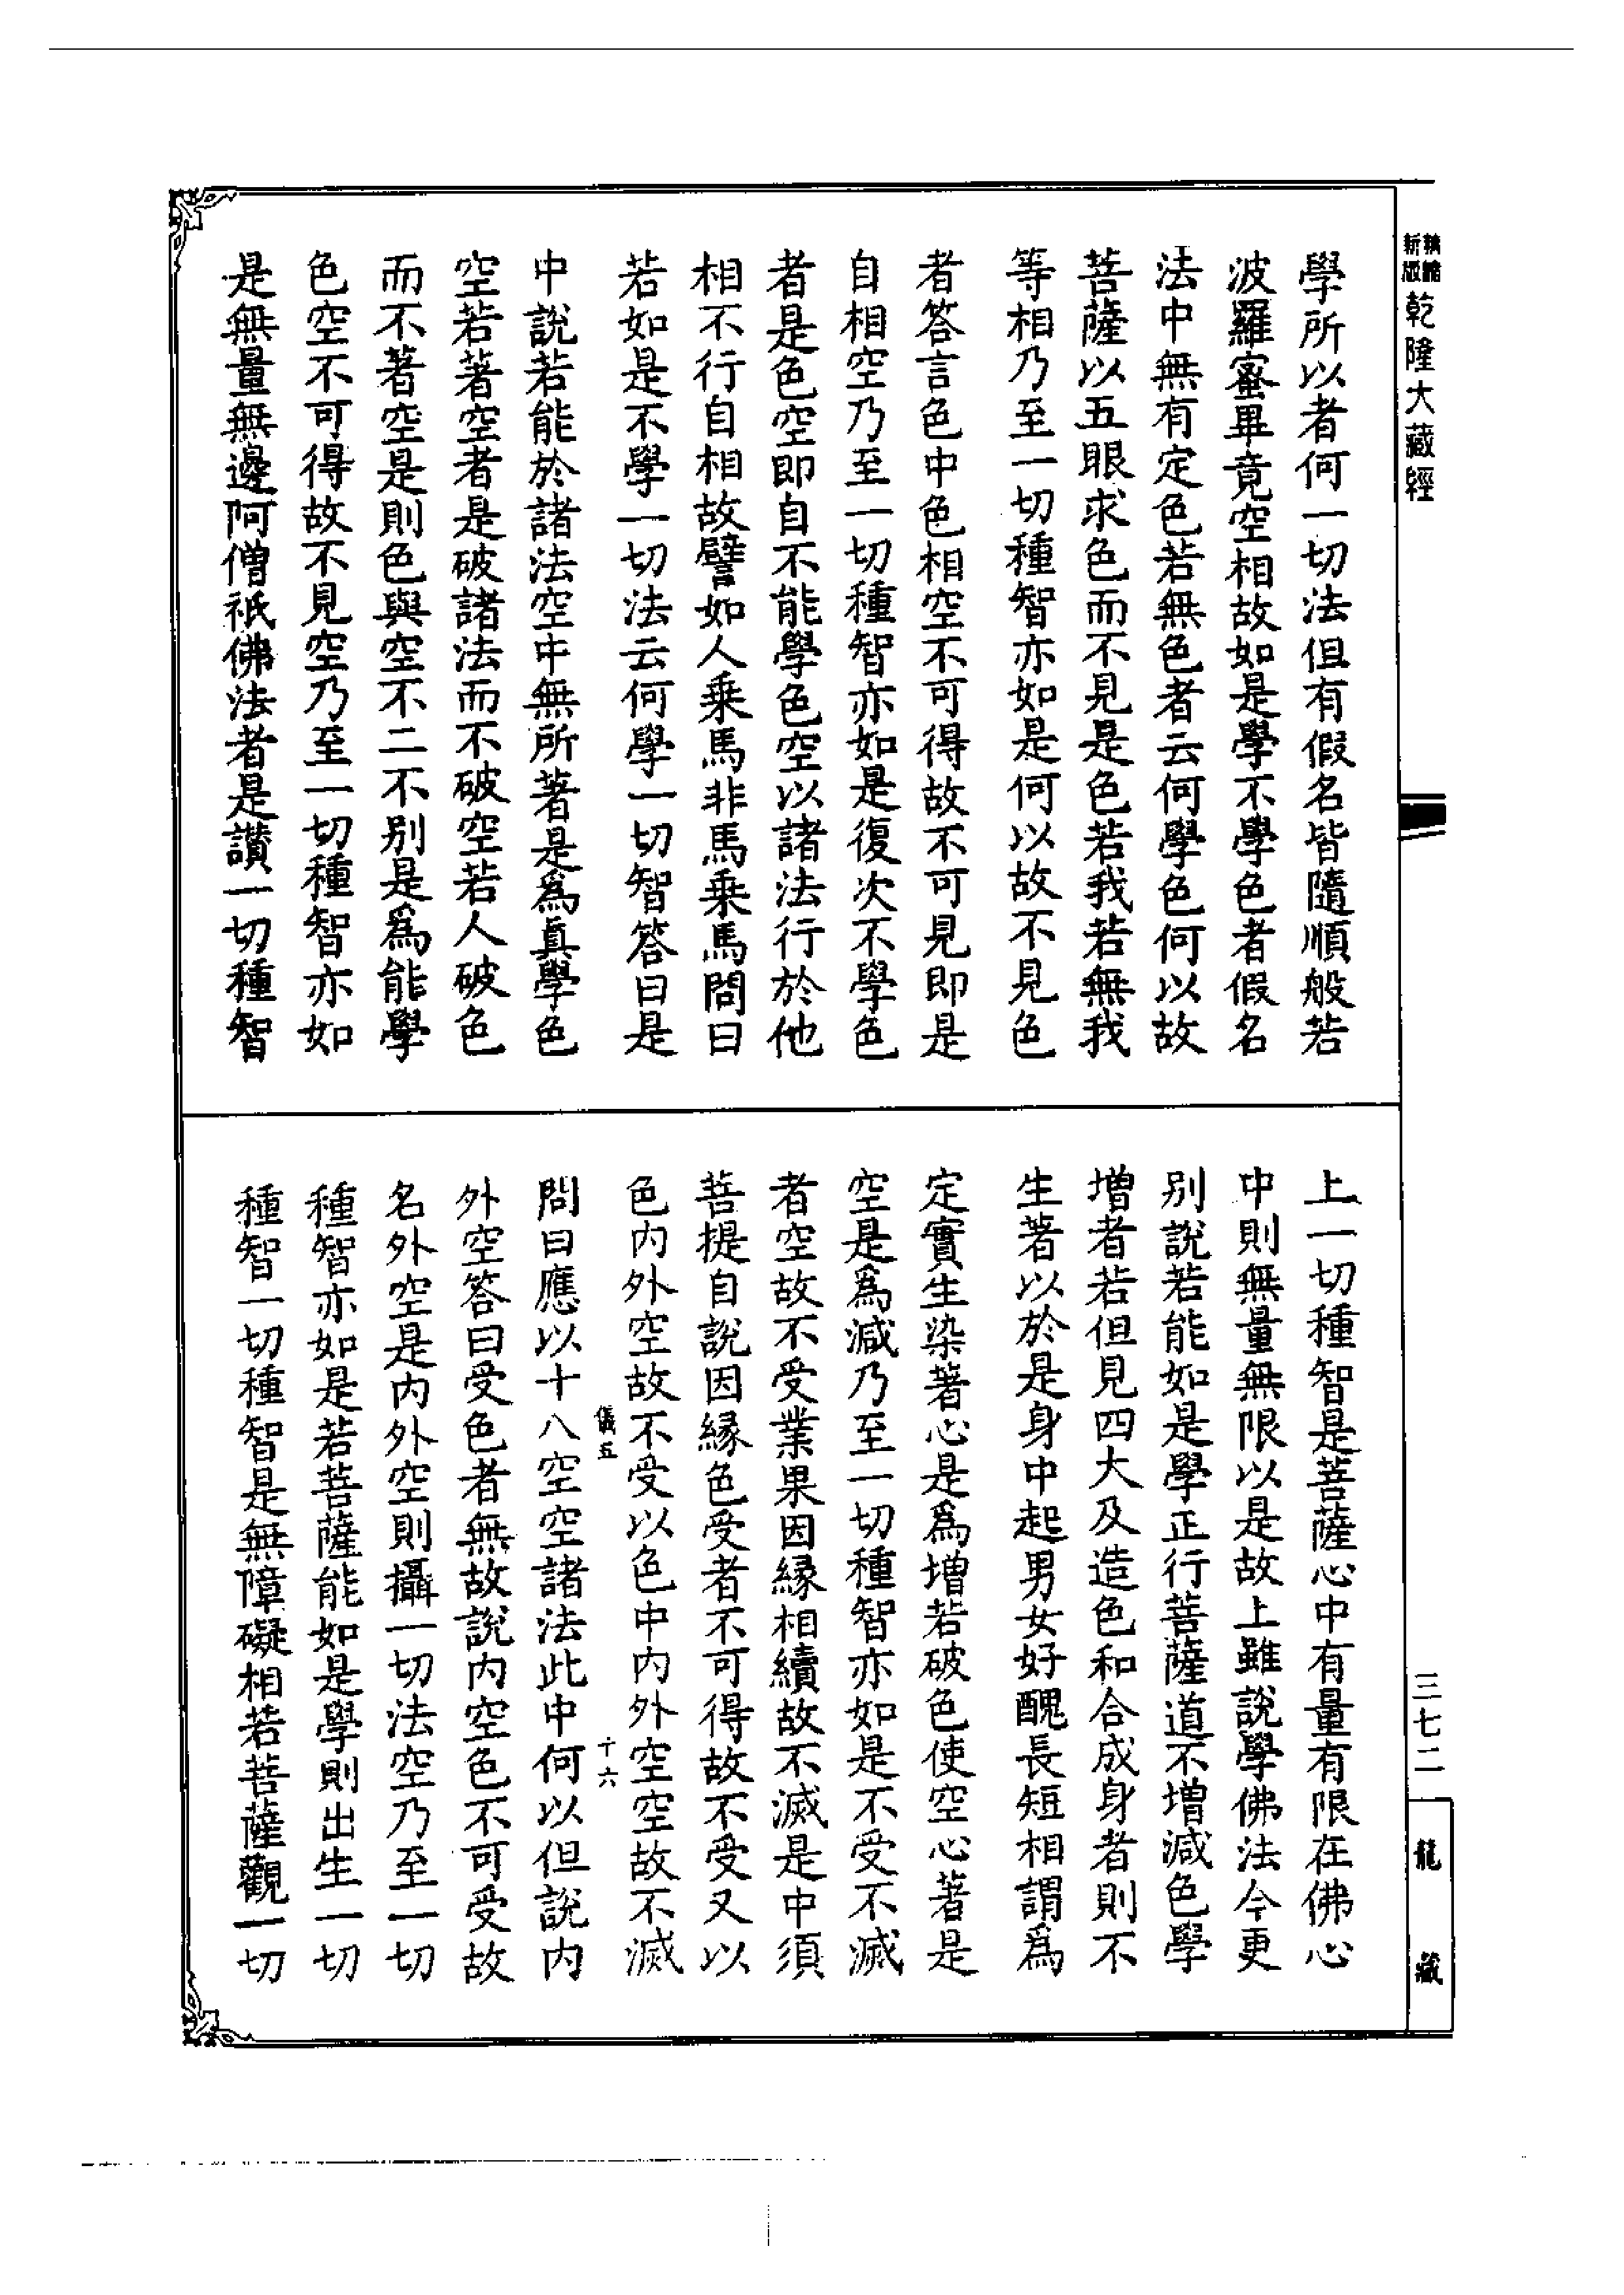 新版精縮乾隆大藏經
學所以者何一切法但有假名皆隨順般若
波羅蜜畢竟空相故如是學不學色者假名
法中無有定色若無色者云何學色何以故
菩薩以五眼求色而不見是色若我若無我
等相乃至一切種智亦如是何以故不見色
者答言色中色相空不可得故不可見即是
自相空乃至一切種智亦如是復次不學色
者是色空即自不能學色空以諸法行於他
相不行自相故譬如人乘馬非馬乘馬問曰
若如是不學一切法云何學一切智答曰是
中說若能於諸法空中無所著是爲真學色
空若著空者是破諸法而不破空若人破色
而不著空是則色與空不二不别是爲能學
色空不可得故不見空乃至一切種智亦如
是無量無邊阿僧祇佛法者是讚一切種智
上一切種智是菩薩心中有量有限在佛心
中則無量無限以是故上雖說學佛法今更
别說若能如是學正行菩薩道不增減色學
增者若但見四大及造色和合成身者則不
生著以於是身中起男女好醜長短相謂爲
定實生染著心是爲增若破色使空心著是
空是爲減乃至一切種智亦如是不受不滅
者空故不受業果因緣相續故不滅是中須
菩提自說因緣色受者不可得故不受又以
色內外空故不受以色中內外空空故不滅
儀五
十六
問曰應以十八空空諸法此中何以但說內
外空答曰受色者無故說內空色不可受故
名外空是內外空則攝一切法空乃至一切
種智亦如是若菩薩能如是學則出生一切
種智一切種智是無障礙相若菩薩觀一切
三七二
龍藏